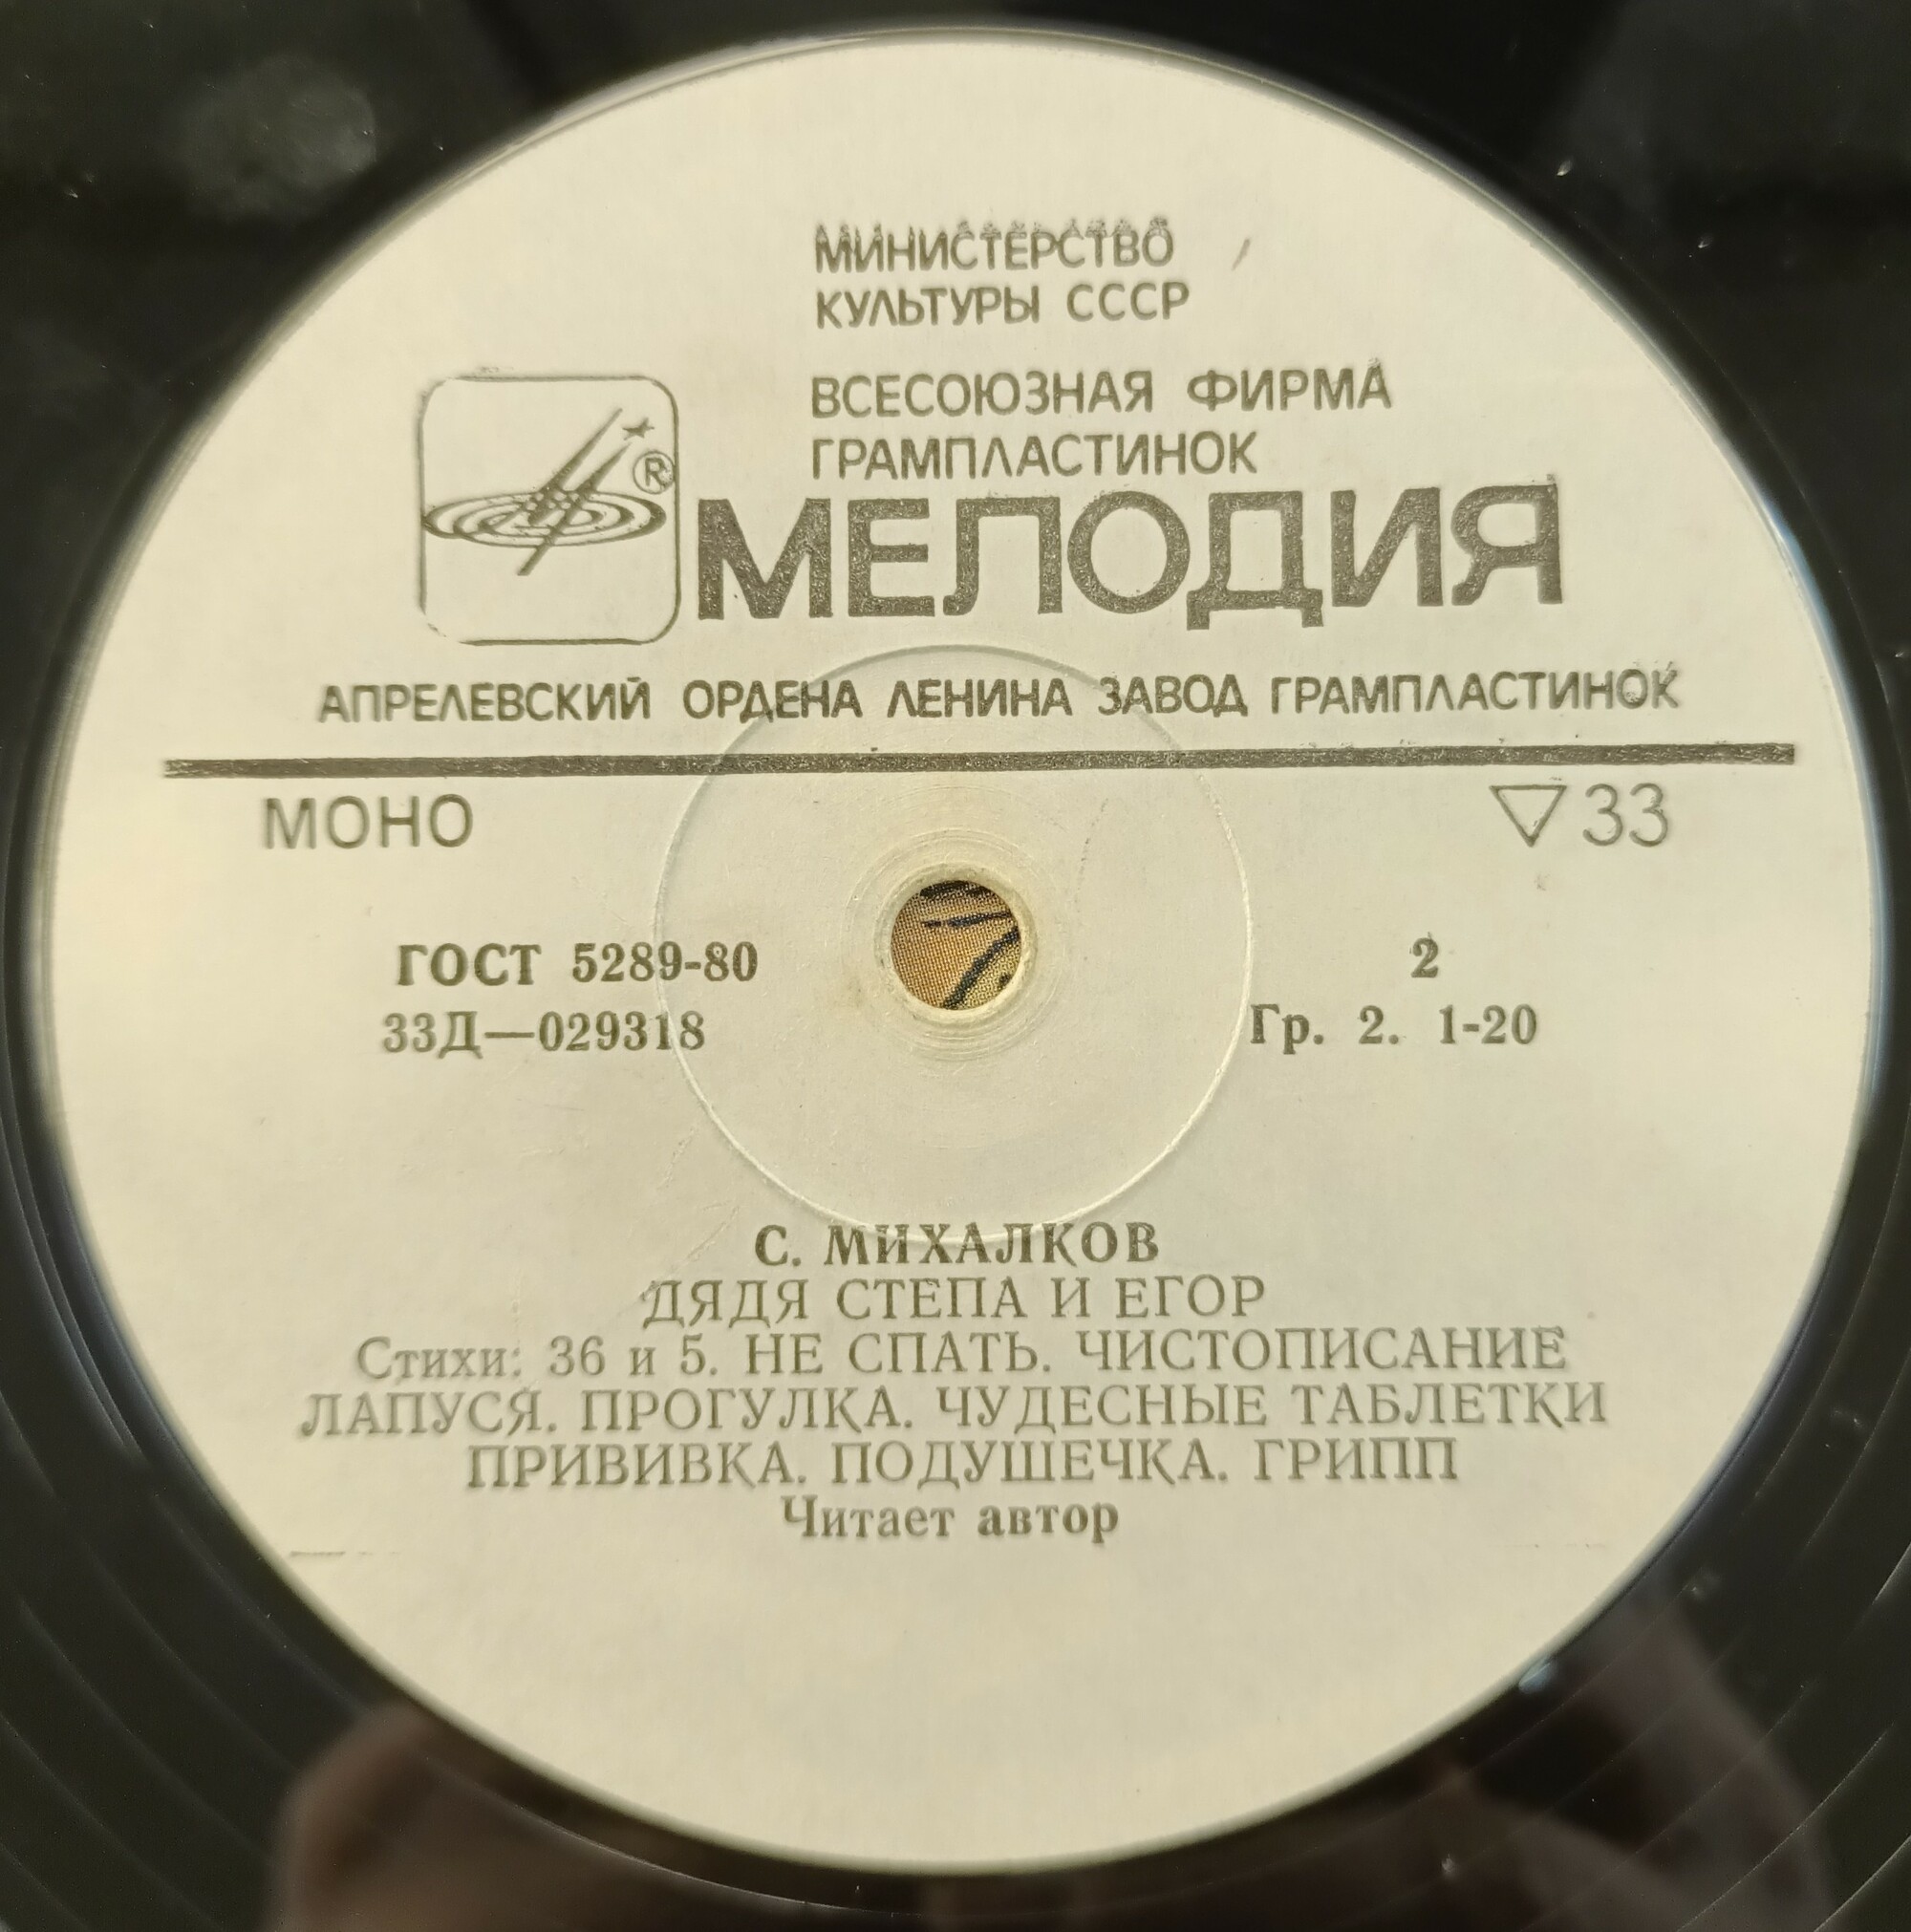 МИНИСТЕРСТВО
КУЛЬТУРЫ СССР
ВСЕСОЮЗНАЯ ФИРМА
ГРАМПЛАСТИНОК
®
МЕЛОДИЯ
АПРЕЛЕВСКИЙ ОРДЕНА ЛЕНИНА ЗАВОД ГРАМПЛАСТИНОК
МОНО ▽33
ГОСТ 5289-80 2
33Д—029318 Гр. 2. 1-20
С. МИХАЛКОВ
ДЯДЯ СТЕПА И ЕГОР
Стихи: 36 и 5. НЕ СПАТЬ. ЧИСТОПИСАНИЕ
ЛАПУСЯ. ПРОГУЛКА. ЧУДЕСНЫЕ ТАБЛЕТКИ
ПРИВИВКА. ПОДУШЕЧКА. ГРИПП
Читает автор